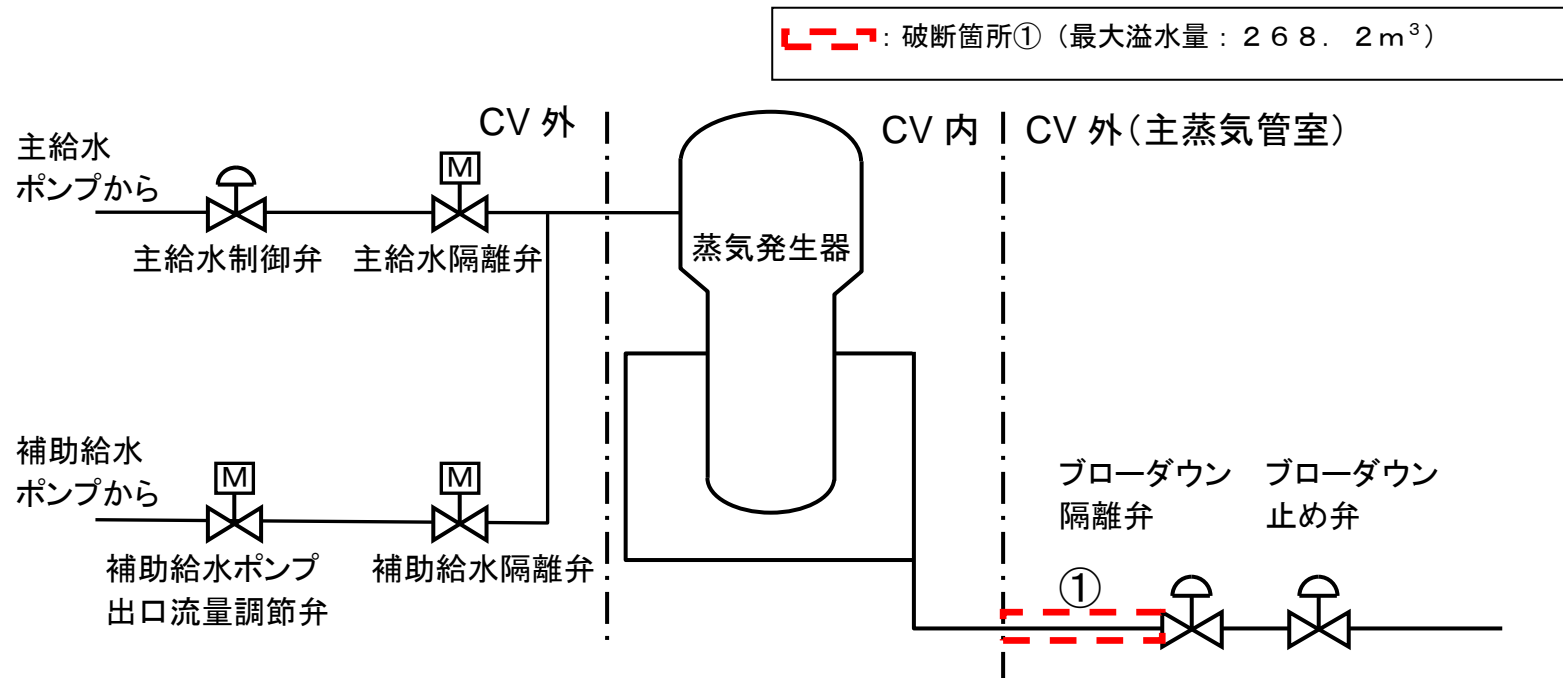 ：破断箇所①（最大溢水量：２６８．２ｍ³）
CV 外
CV 内
CV 外（主蒸気管室）
主給水
ポンプから
M
主給水制御弁
主給水隔離弁
蒸気発生器
補助給水
ポンプから
M
M
補助給水ポンプ
出口流量調節弁
補助給水隔離弁
ブローダウン
隔離弁
ブローダウン
止め弁
①